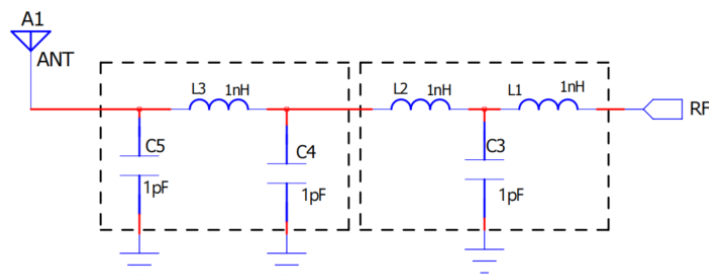 A1
ANT
L3 1nH
L2 1nH
L1 1nH
RF
C5
1pF
C4
1pF
C3
1pF